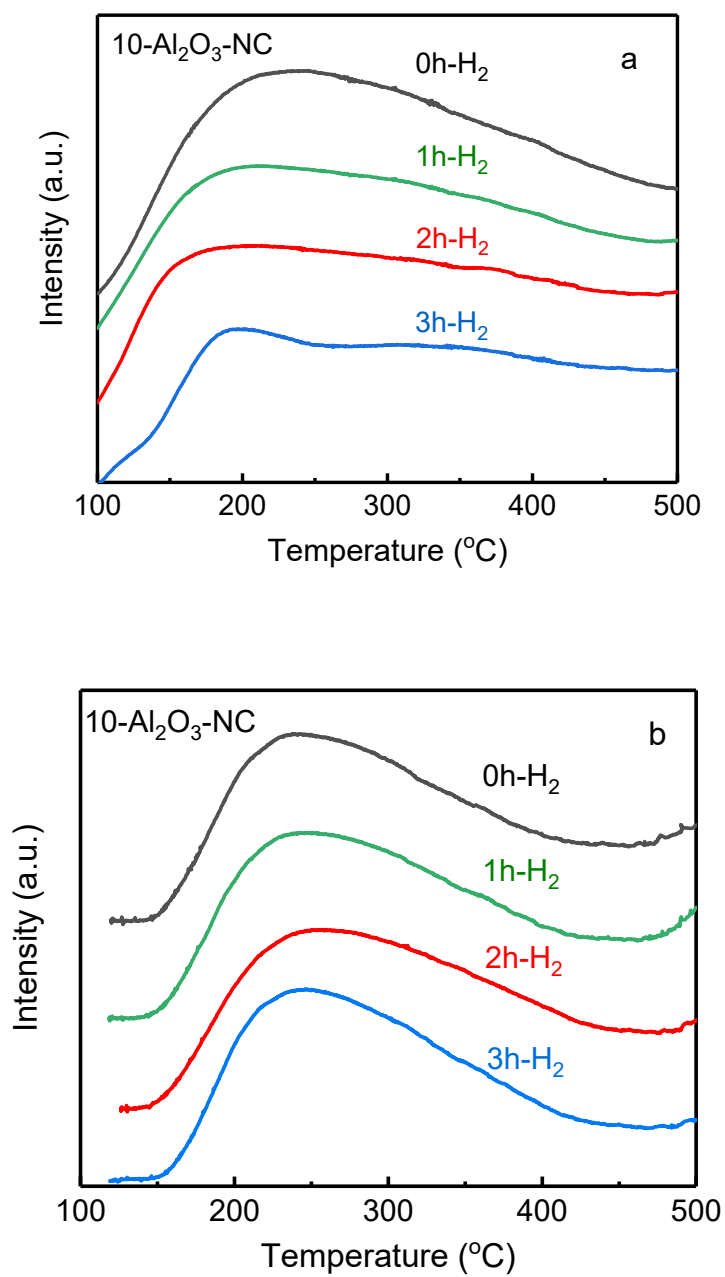 10-Al₂O₃-NC
a
0h-H₂
1h-H₂
2h-H₂
3h-H₂
Intensity (a.u.)
100 200 300 400 500
Temperature (ºC)
10-Al₂O₃-NC
b
0h-H₂
1h-H₂
2h-H₂
3h-H₂
Intensity (a.u.)
100 200 300 400 500
Temperature (ºC)